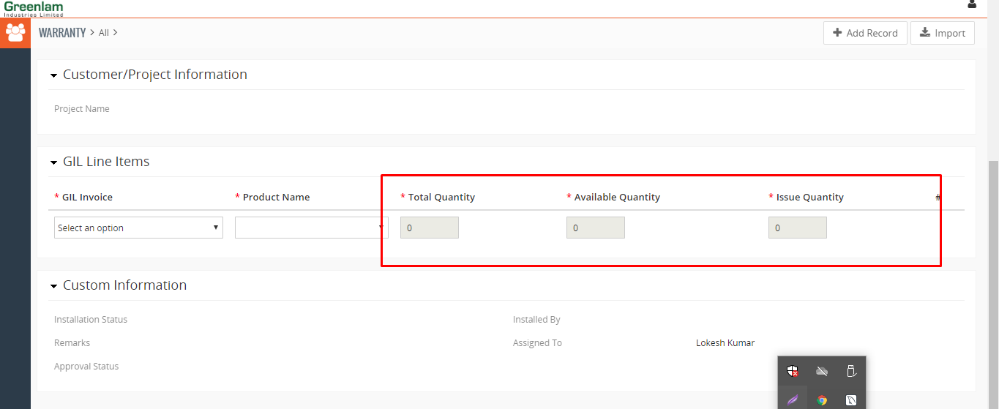 Greenlam
Industries Limited
WARRANTY > All >
Add Record
Import
Customer/Project Information
Project Name
GIL Line Items
* GIL Invoice * Product Name * Total Quantity * Available Quantity * Issue Quantity #
Select an option 0 0 0
Custom Information
Installation Status Installed By
Remarks Assigned To Lokesh Kumar
Approval Status